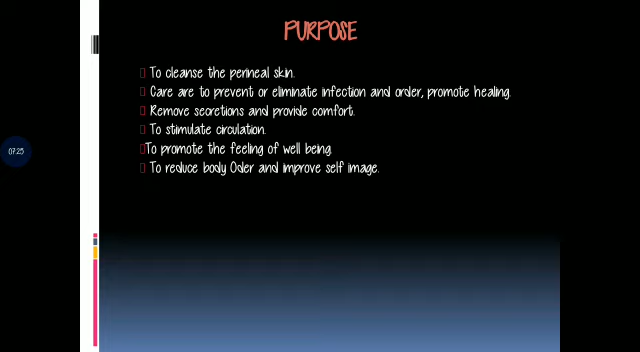 PURPOSE
To cleanse the perineal skin.
Care are to prevent or eliminate infection and order, promote healing.
Remove secretions and provide comfort.
To stimulate circulation.
To promote the feeling of well being.
To reduce body Oder and improve self image.
07:25